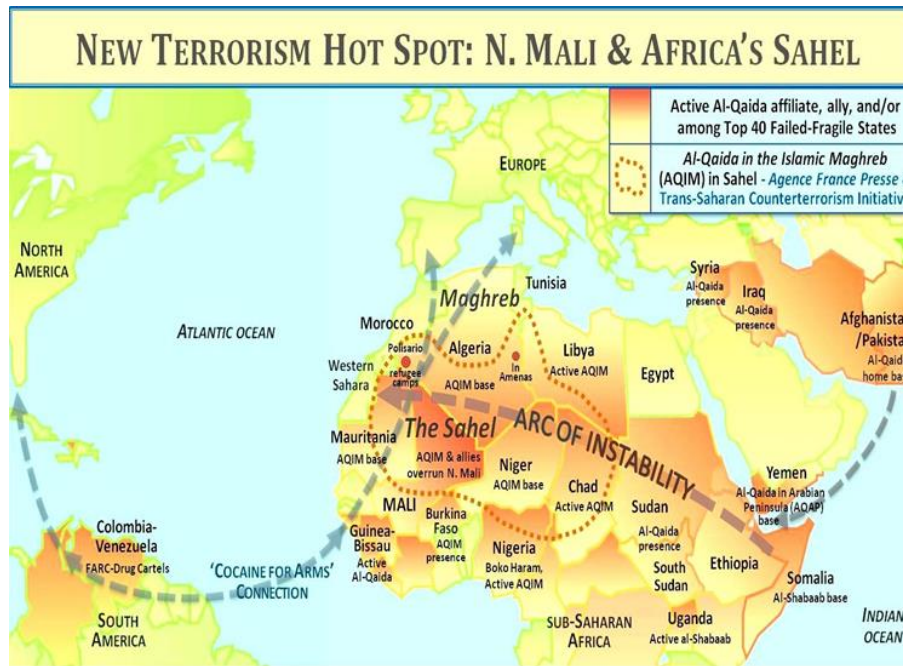 NEW TERRORISM HOT SPOT: N. MALI & AFRICA'S SAHEL
Active Al-Qaida affiliate, ally, and/or
among Top 40 Failed-Fragile States
Al-Qaida in the Islamic Maghreb
(AQIM) in Sahel - Agence France Presse
Trans-Saharan Counterterrorism
EUROPE
NORTH
AMERICA
ATLANTIC OCEAN
Syria
Al-Qaida
presence
Iraq
Al-Qaida
presence
Afghanista
/Pakista
Al-Qaida
home bas
Tunisia
Maghreb
Morocco
Polisario
refugee
camps
Western
Sahara
Algeria
AQIM base
In
Amenas
Libya
Active AQIM
Egypt
ARC OF INSTABILITY
The Sahel
AQIM & allies
overrun N. Mali
Mauritania
AQIM base
Niger
AQIM base
Chad
Active AQIM
Sudan
Al-Qaida
presence
Yemen
Al-Qaida in Arabian
Peninsula (AQAP)
base
MALI
Burkina
Faso
AQIM
presence
Guinea-
Bissau
Active
Al-Qaida
Nigeria
Boko Haram,
Active AQIM
South
Sudan
Ethiopia
Somalia
Al-Shabaab base
Colombia-
Venezuela
FARC-Drug Cartels
'COCAINE FOR ARMS'
CONNECTION
SOUTH
AMERICA
SUB-SAHARAN
AFRICA
Uganda
Active al-Shabaab
INDIAN
OCEA